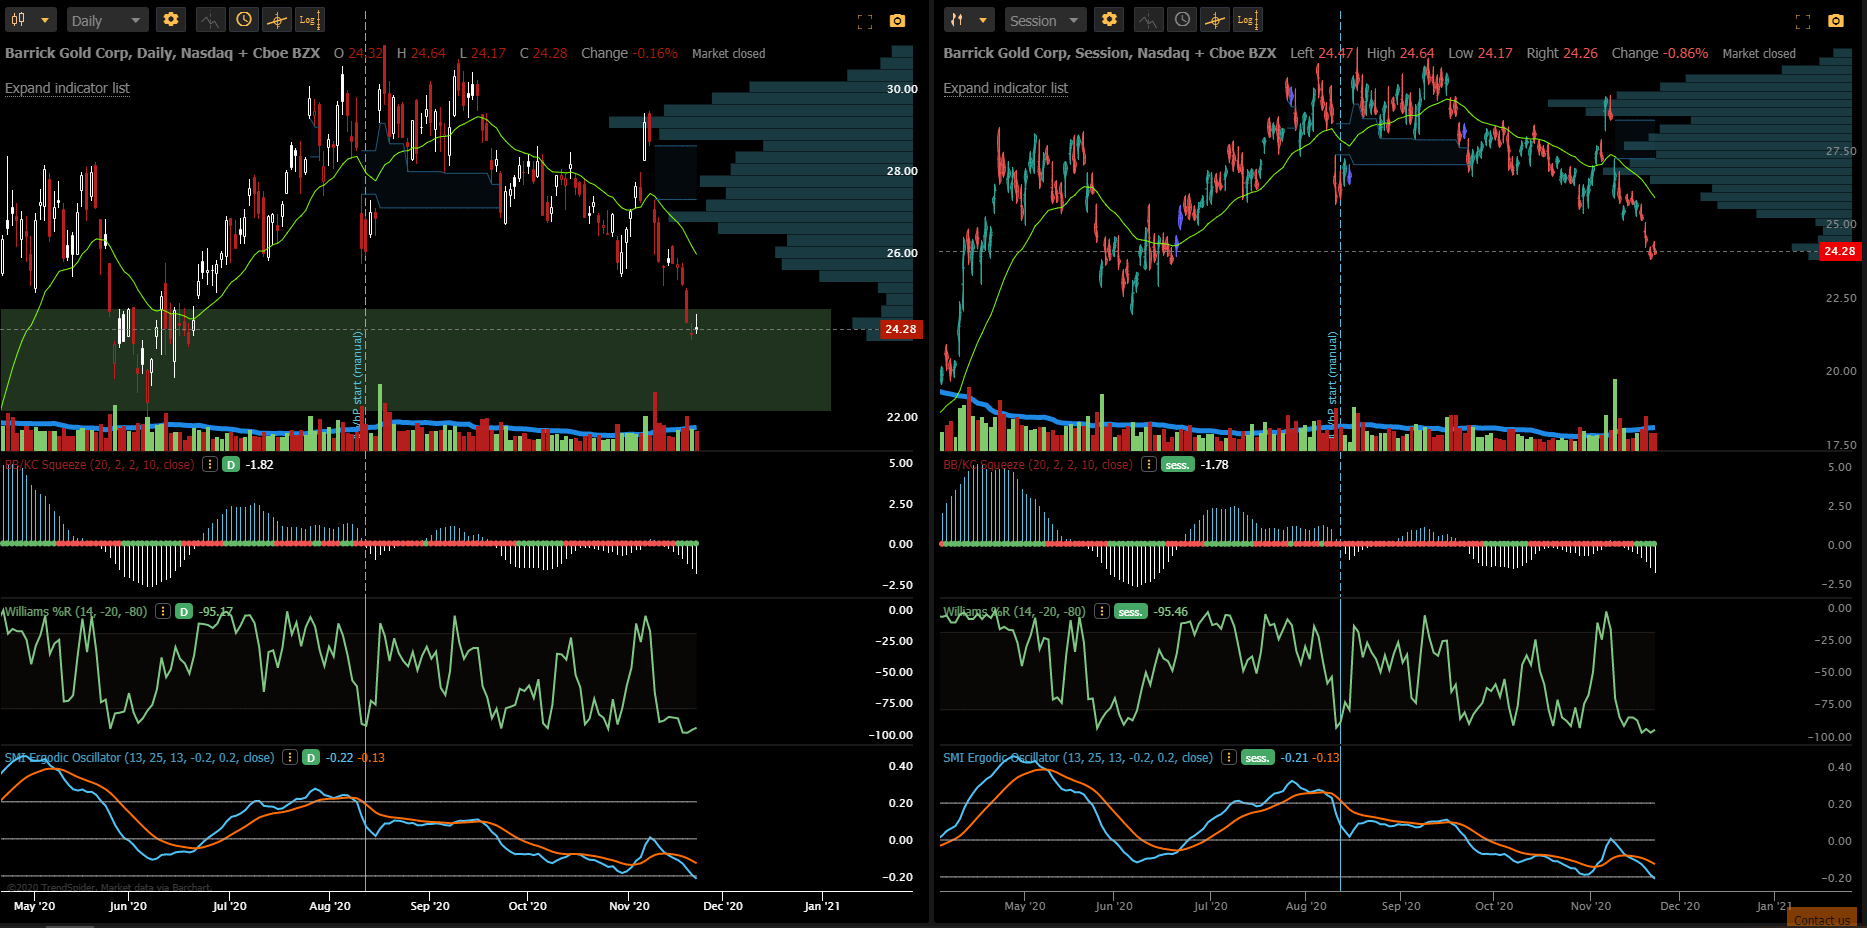 Daily
Log
Barrick Gold Corp, Daily, Nasdaq + Cboe BZX O 24.32 H 24.64 L 24.17 C 24.28 Change -0.16% Market closed
Expand indicator list
30.00
28.00
26.00
24.28
22.00
start (manual)
BB/KC Squeeze (20, 2, 2, 10, close) D -1.82
5.00
2.50
0.00
-2.50
Williams %R (14, -20, -80) D -95.17
0.00
-25.00
-50.00
-75.00
-100.00
SMI Ergodic Oscillator (13, 25, 13, -0.2, 0.2, close) D -0.22 -0.13
0.40
0.20
0.00
-0.20
©2020 TrendSpider. Market data via Barchart.
May '20 Jun '20 Jul '20 Aug '20 Sep '20 Oct '20 Nov '20 Dec '20 Jan '21
Session
Log
Barrick Gold Corp, Session, Nasdaq + Cboe BZX Left 24.47 High 24.64 Low 24.17 Right 24.26 Change -0.86% Market closed
Expand indicator list
27.50
25.00
24.28
22.50
20.00
17.50
start (manual)
BB/KC Squeeze (20, 2, 2, 10, close) sess. -1.78
5.00
2.50
0.00
-2.50
Williams %R (14, -20, -80) sess. -95.46
0.00
-25.00
-50.00
-75.00
-100.00
SMI Ergodic Oscillator (13, 25, 13, -0.2, 0.2, close) sess. -0.21 -0.13
0.40
0.20
0.00
-0.20
May '20 Jun '20 Jul '20 Aug '20 Sep '20 Oct '20 Nov '20 Dec '20 Jan '21
Contact us